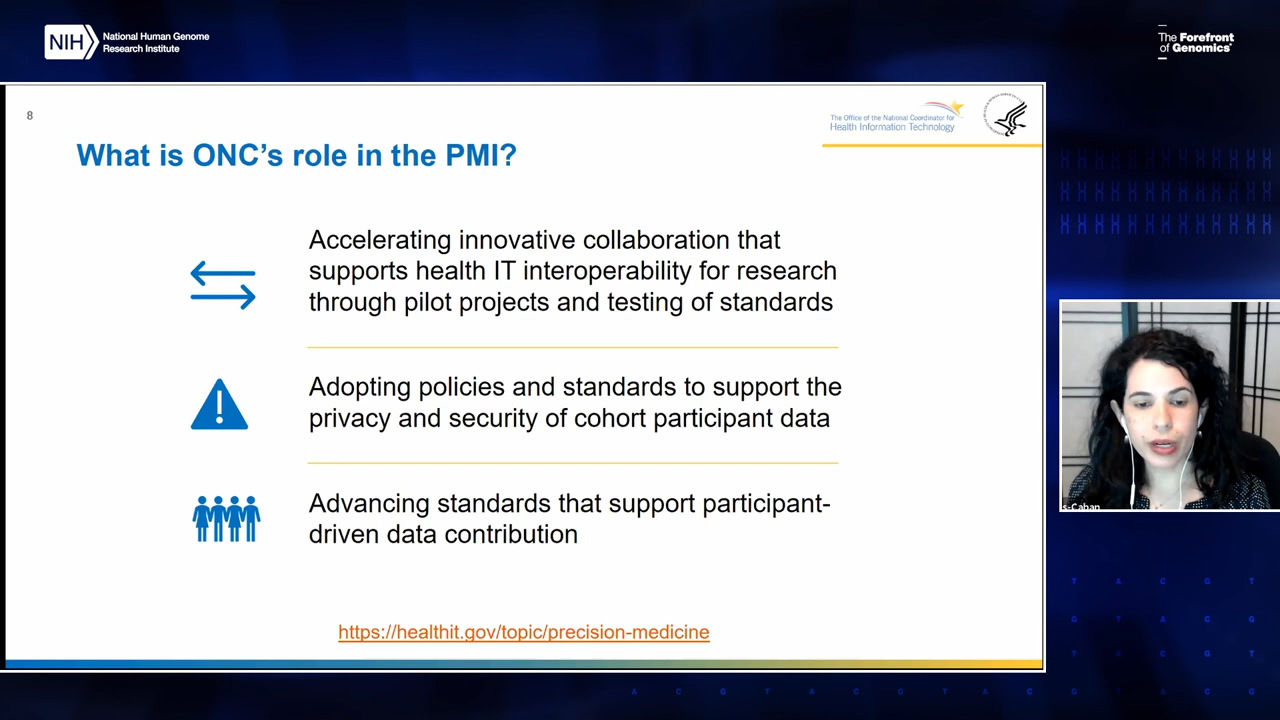 NIH
National Human Genome
Research Institute
The Forefront
of Genomics®
8
The Office of the National Coordinator for
Health Information Technology
What is ONC's role in the PMI?
Accelerating innovative collaboration that
supports health IT interoperability for research
through pilot projects and testing of standards
Adopting policies and standards to support the
privacy and security of cohort participant data
Advancing standards that support participant-
driven data contribution
https://healthit.gov/topic/precision-medicine
s-Cahan
T A C G T
G T A C G
T A C G T
A C G T A C G T A C G T A C G